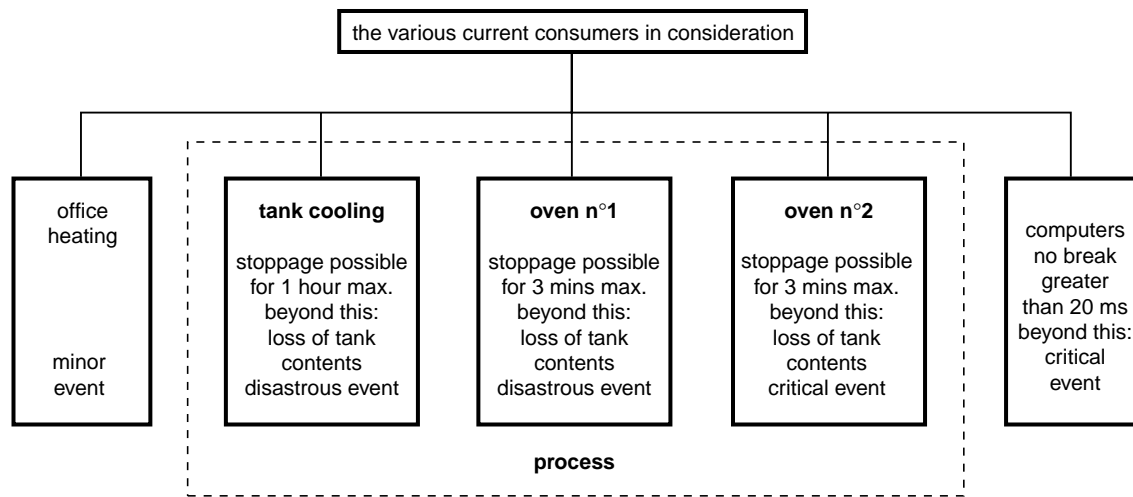 the various current consumers in consideration
office
heating
minor
event
tank cooling
stoppage possible
for 1 hour max.
beyond this:
loss of tank
contents
disastrous event
oven n°1
stoppage possible
for 3 mins max.
beyond this:
loss of tank
contents
disastrous event
oven n°2
stoppage possible
for 3 mins max.
beyond this:
loss of tank
contents
critical event
computers
no break
greater
than 20 ms
beyond this:
critical
event
process